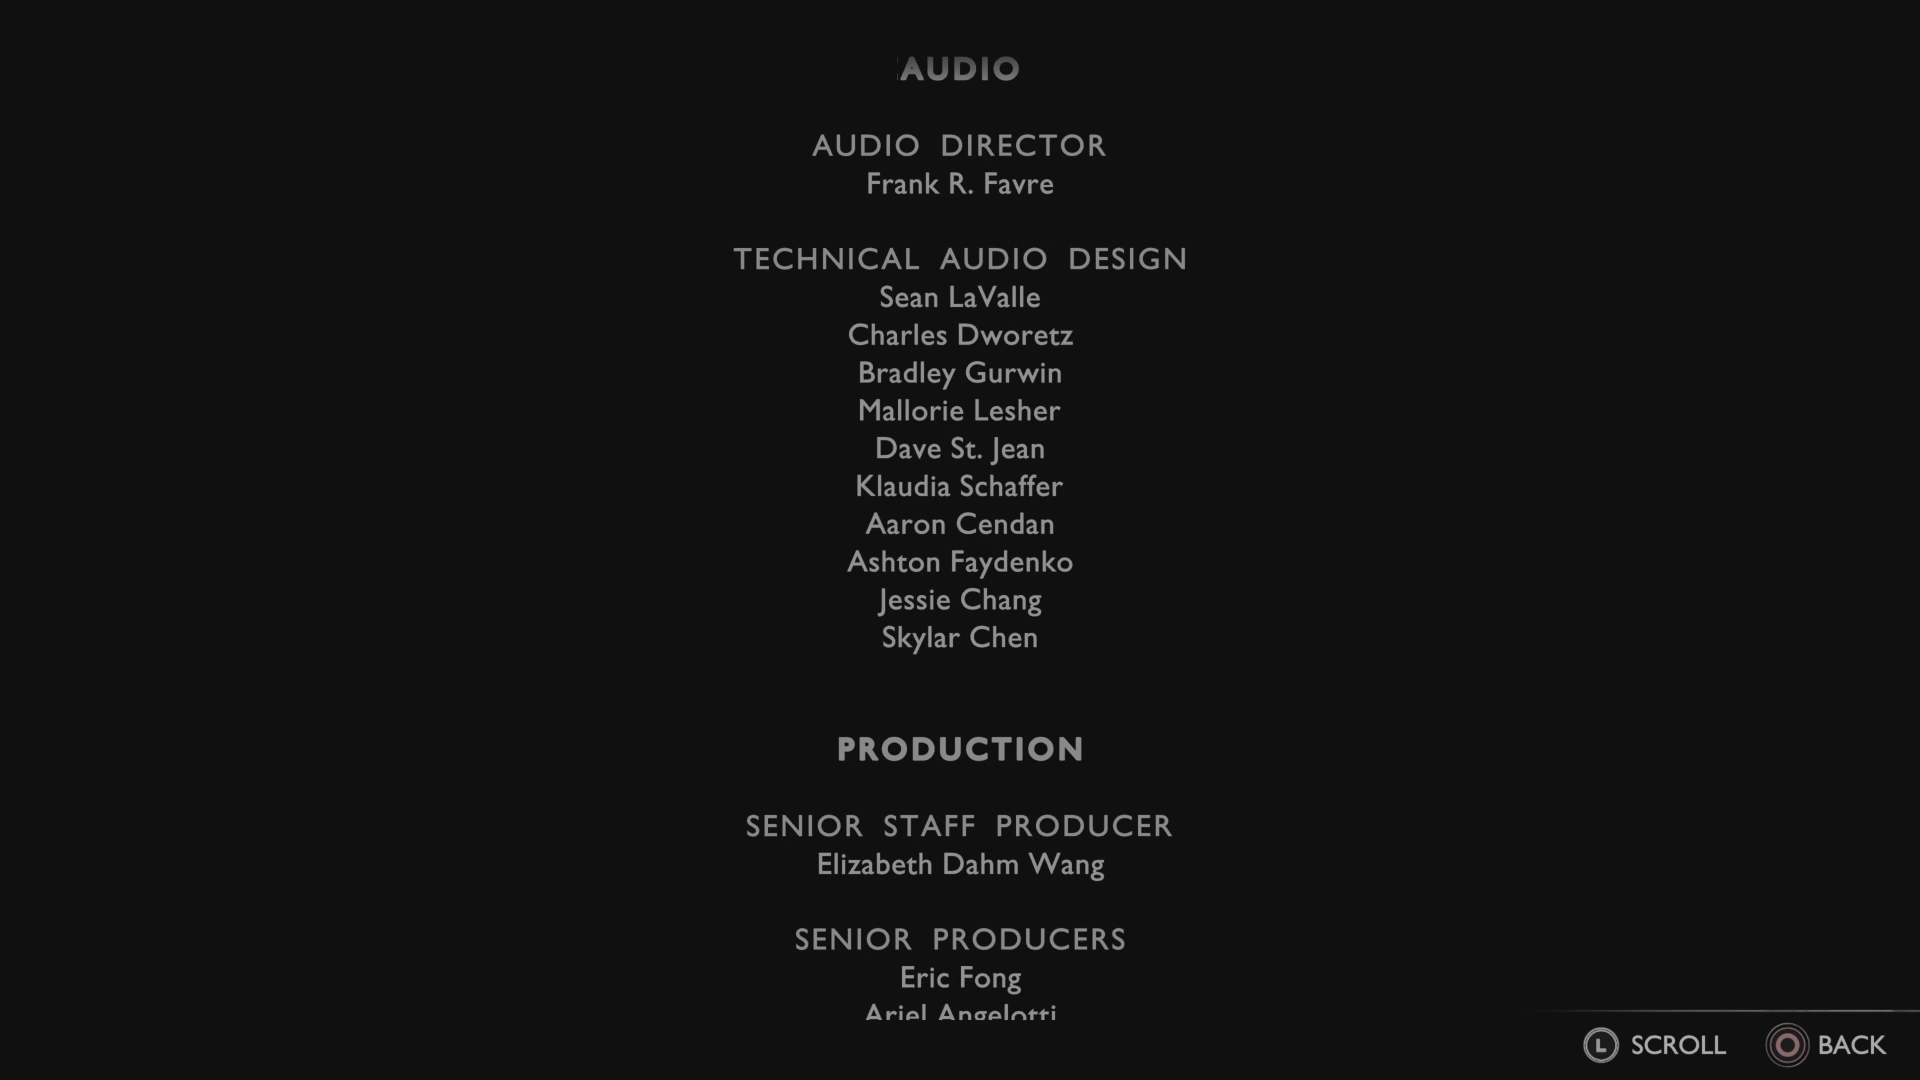 AUDIO
AUDIO DIRECTOR
Frank R. Favre
TECHNICAL AUDIO DESIGN
Sean LaValle
Charles Dworetz
Bradley Gurwin
Mallorie Lesher
Dave St. Jean
Klaudia Schaffer
Aaron Cendan
Ashton Faydenko
Jessie Chang
Skylar Chen
PRODUCTION
SENIOR STAFF PRODUCER
Elizabeth Dahm Wang
SENIOR PRODUCERS
Eric Fong
Ariel Angelotti
L SCROLL BACK